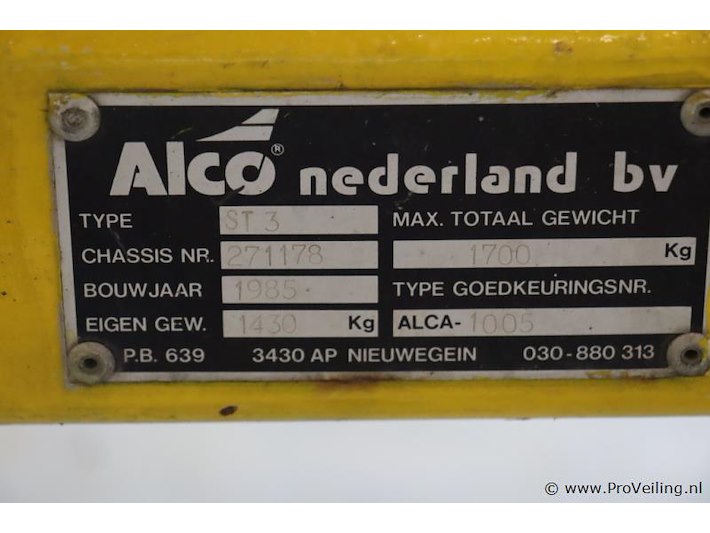 Alco® nederland bv
TYPE ST 3 MAX. TOTAAL GEWICHT
CHASSIS NR. 271178 1700 Kg
BOUWJAAR 1985 TYPE GOEDKEURINGSNR.
EIGEN GEW. 1430 Kg ALCA- 1005
P.B. 639 3430 AP NIEUWEGEIN 030-880 313
© www.ProVeiling.nl